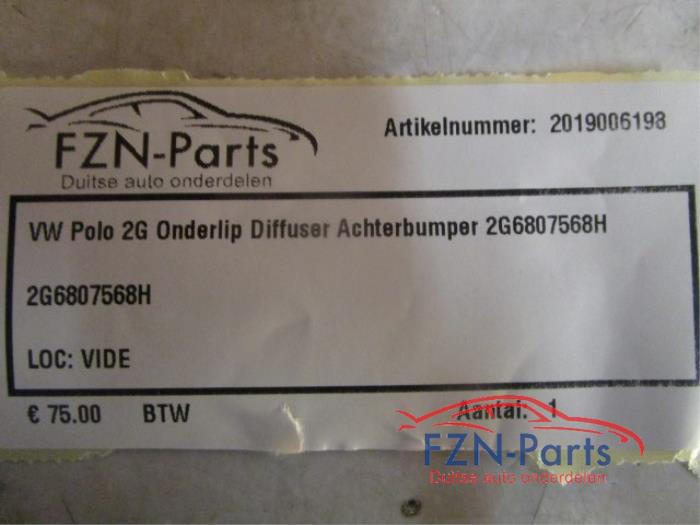 FZN-Parts
Duitse auto onderdelen
Artikelnummer: 2019006198
VW Polo 2G Onderlip Diffuser Achterbumper 2G6807568H
2G6807568H
LOC: VIDE
€ 75.00 BTW
Aantal: 1
FZN-Parts
Duitse auto onderdelen